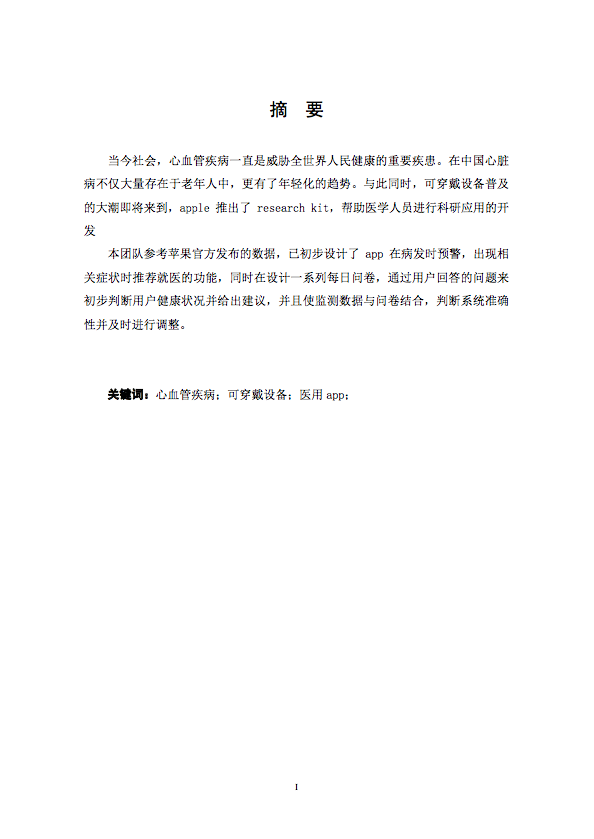 摘 要
当今社会，心血管疾病一直是威胁全世界人民健康的重要疾患。在中国心脏
病不仅大量存在于老年人中，更有了年轻化的趋势。与此同时，可穿戴设备普及
的大潮即将来到，apple 推出了 research kit，帮助医学人员进行科研应用的开
发
本团队参考苹果官方发布的数据，已初步设计了 app 在病发时预警，出现相
关症状时推荐就医的功能，同时在设计一系列每日问卷，通过用户回答的问题来
初步判断用户健康状况并给出建议，并且使监测数据与问卷结合，判断系统准确
性并及时进行调整。
关键词：心血管疾病；可穿戴设备；医用 app；
I